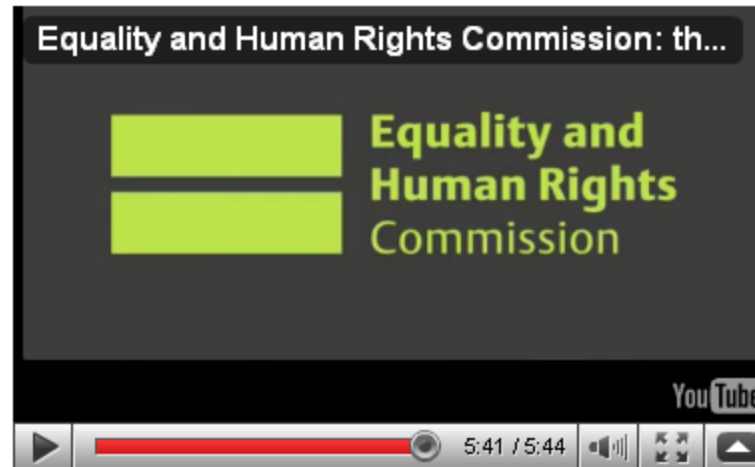 Equality and Human Rights Commission: th...
Equality and
Human Rights
Commission
YouTube
5:41 / 5:44